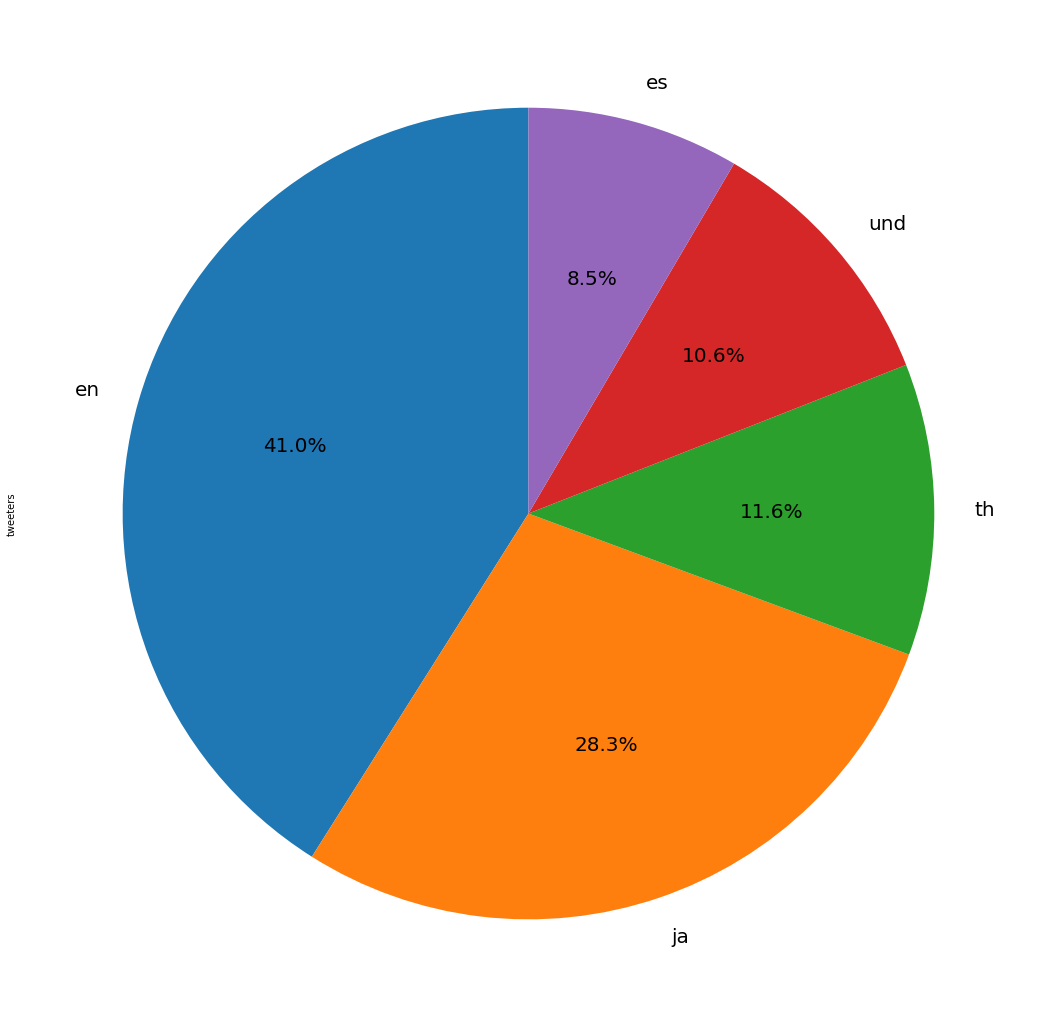 es
und
8.5%
10.6%
en
41.0%
tweeters
th
11.6%
28.3%
ja